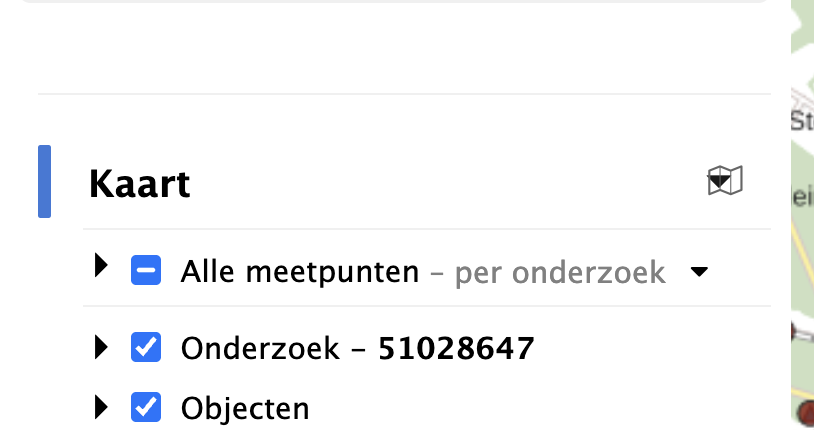 Kaart
Alle meetpunten – per onderzoek
Onderzoek – 51028647
Objecten